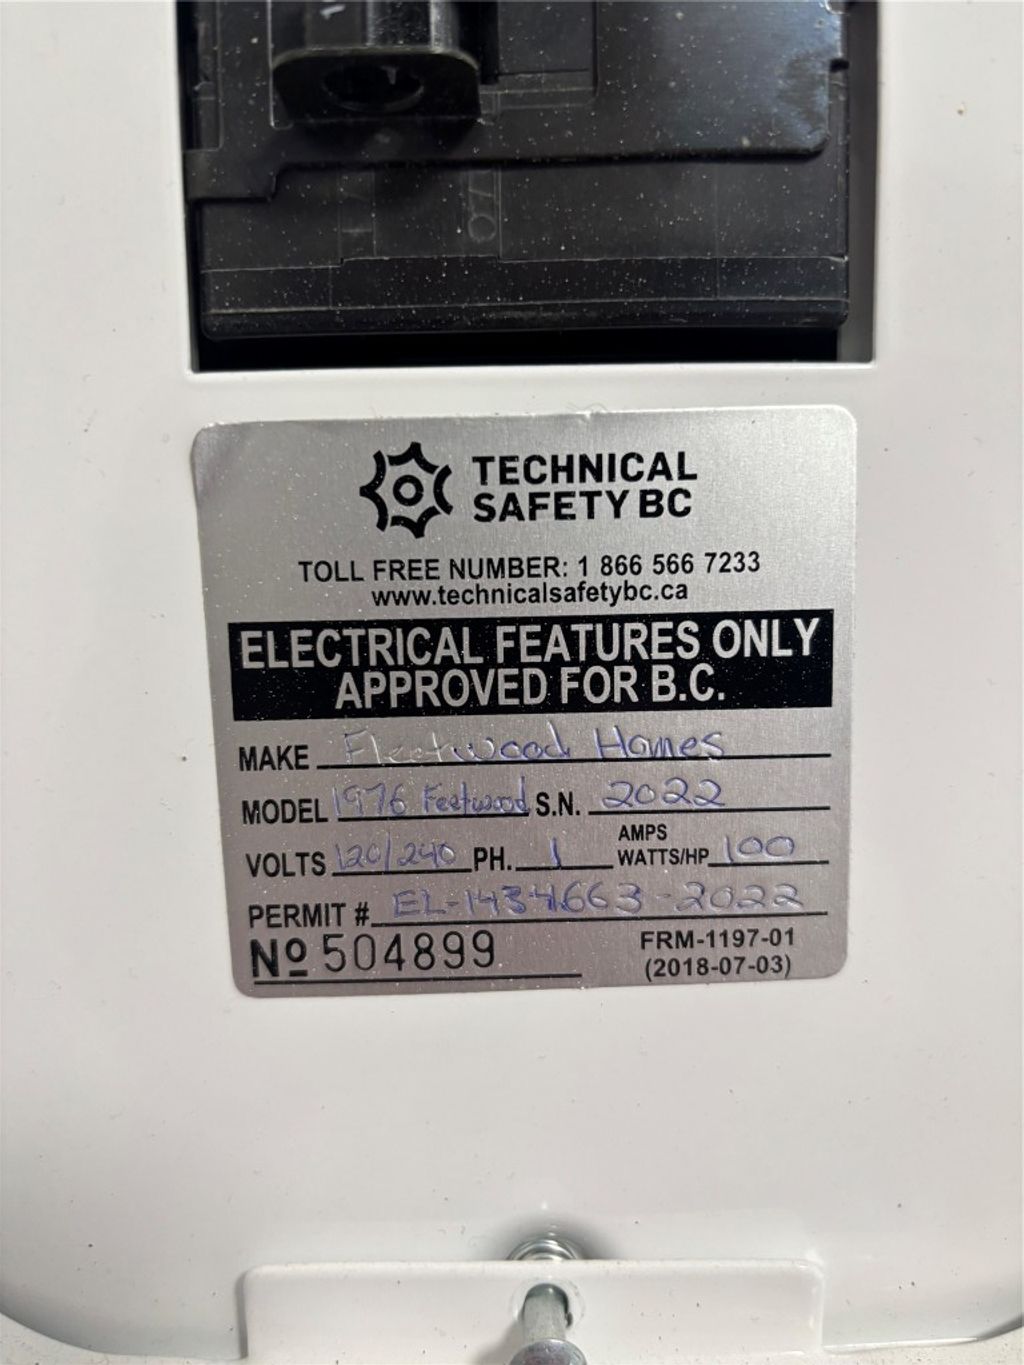 TECHNICAL
SAFETY BC
TOLL FREE NUMBER: 1 866 566 7233
www.technicalsafetybc.ca
ELECTRICAL FEATURES ONLY
APPROVED FOR B.C.
MAKE Fleetwood Homes
MODEL 1976 Feetwood S.N. 2022
VOLTS 120/240 PH. 1 AMPS WATTS/HP 100
PERMIT # EL-1434663-2022
Nº 504899
FRM-1197-01
(2018-07-03)